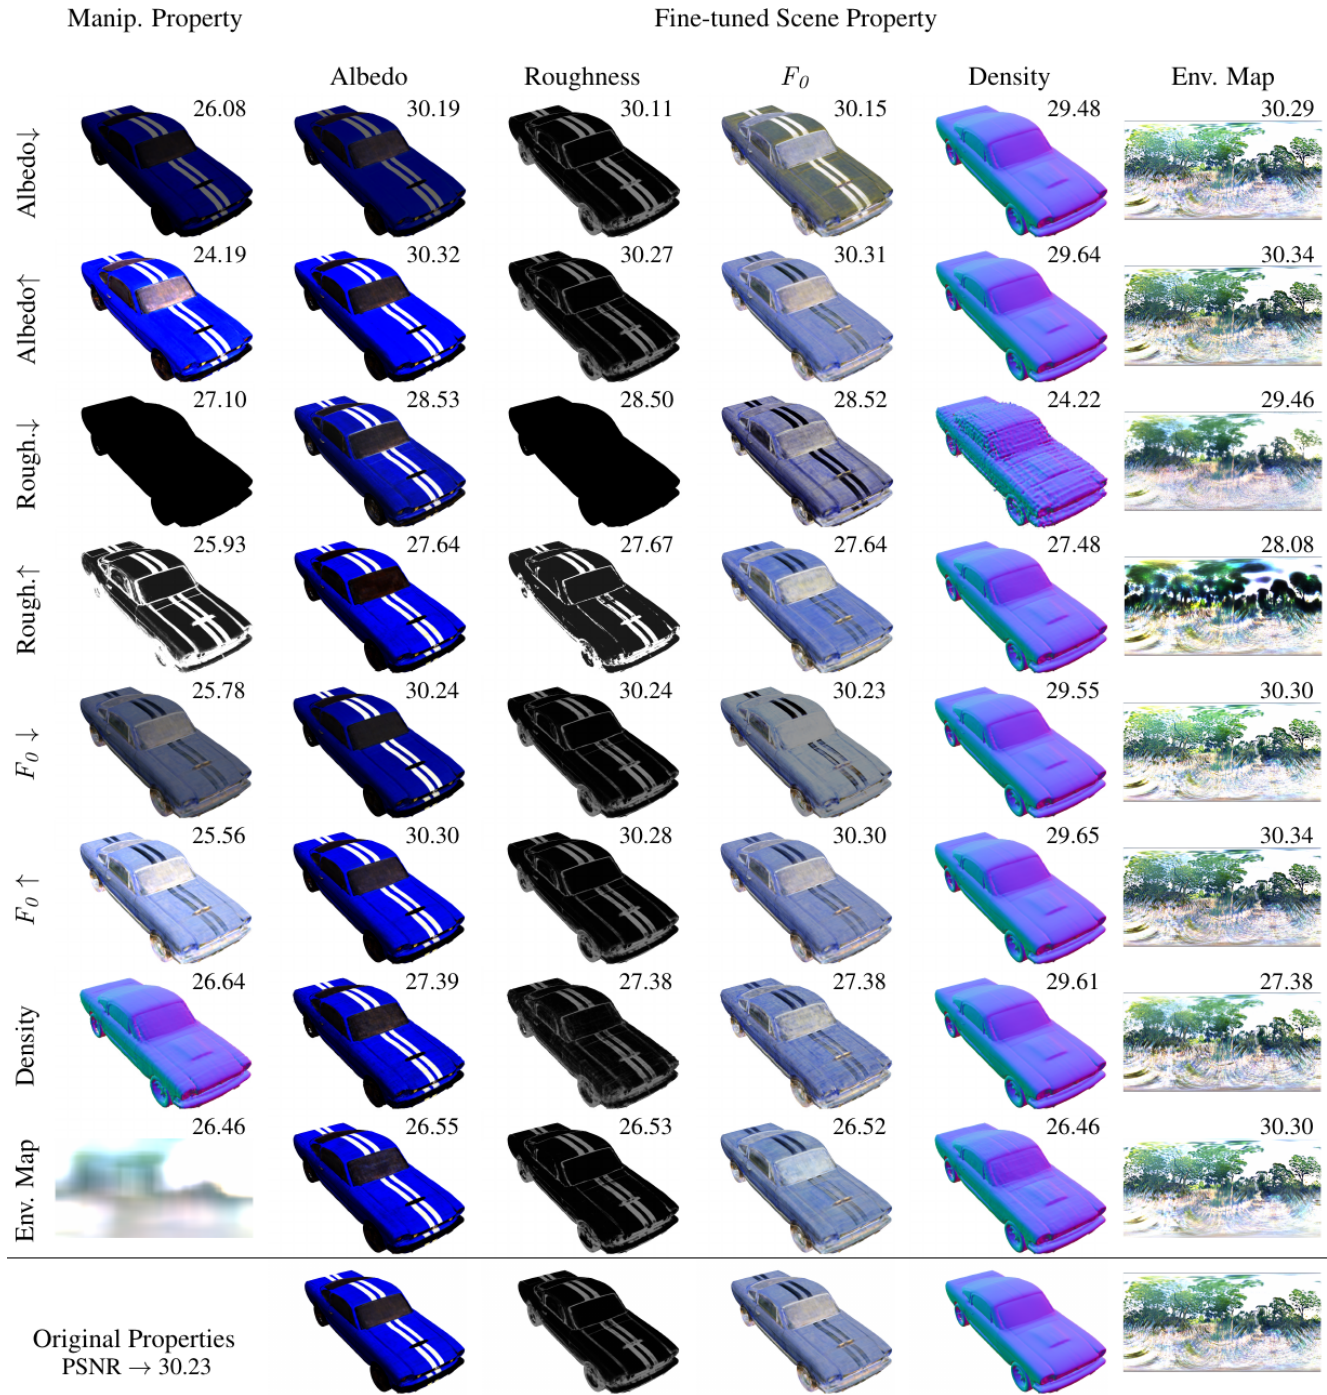 Manip. Property Fine-tuned Scene Property
Albedo Roughness F0 Density Env. Map
Albedo↓ 26.08 30.19 30.11 30.15 29.48 30.29
Albedo↑ 24.19 30.32 30.27 30.31 29.64 30.34
Rough.↓ 27.10 28.53 28.50 28.52 24.22 29.46
Rough.↑ 25.93 27.64 27.67 27.64 27.48 28.08
F0 ↓ 25.78 30.24 30.24 30.23 29.55 30.30
F0 ↑ 25.56 30.30 30.28 30.30 29.65 30.34
Density 26.64 27.39 27.38 27.38 29.61 27.38
Env. Map 26.46 26.55 26.53 26.52 26.46 30.30
Original Properties
PSNR → 30.23